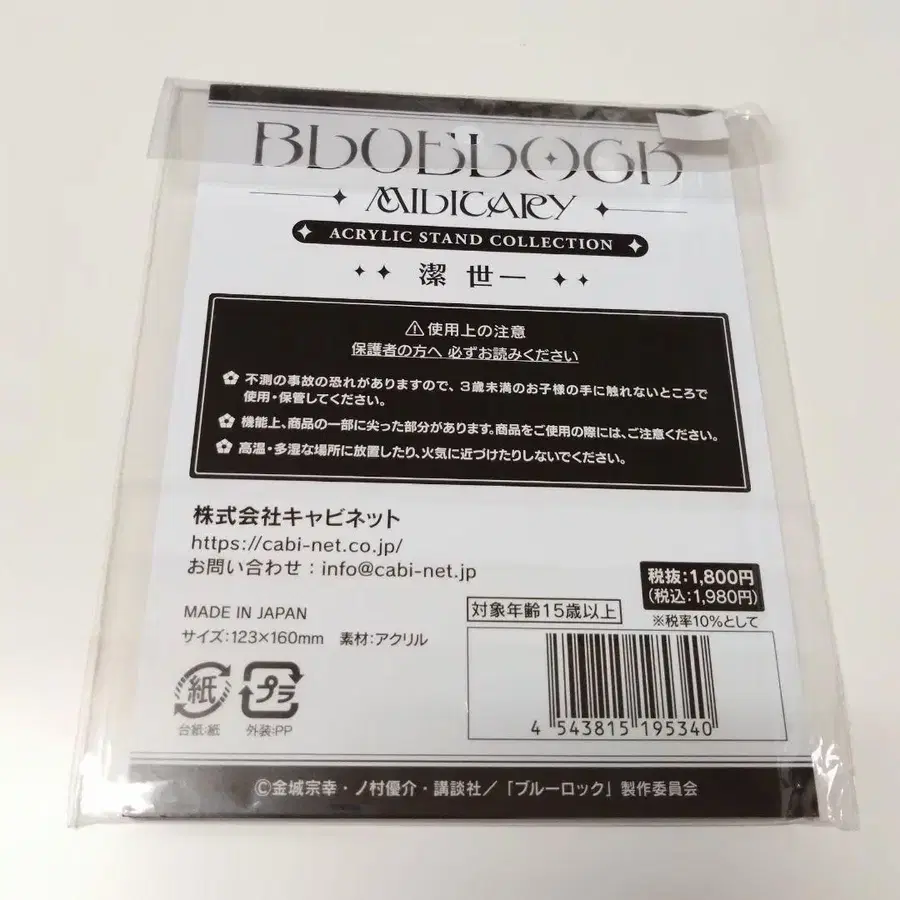 BLUELOCK
MILITARY
ACRYLIC STAND COLLECTION
潔 世一
⚠使用上の注意
保護者の方へ 必ずお読みください
不測の事故の恐れがありますので、3歳未満のお子様の手に触れないところで
使用・保管してください。
機能上、商品の一部に尖った部分があります。商品をご使用の際には、ご注意ください。
高温・多湿な場所に放置したり、火気に近づけたりしないでください。
株式会社キャビネット
https://cabi-net.co.jp/
お問い合わせ：info@cabi-net.jp
税抜:1,800円
(税込:1,980円)
※税率10%として
MADE IN JAPAN
サイズ:123×160mm 素材:アクリル
対象年齢15歳以上
紙
プラ
台紙:紙
外装:PP
4 543815 195340
©金城宗幸・ノ村優介・講談社／「ブルーロック」製作委員会